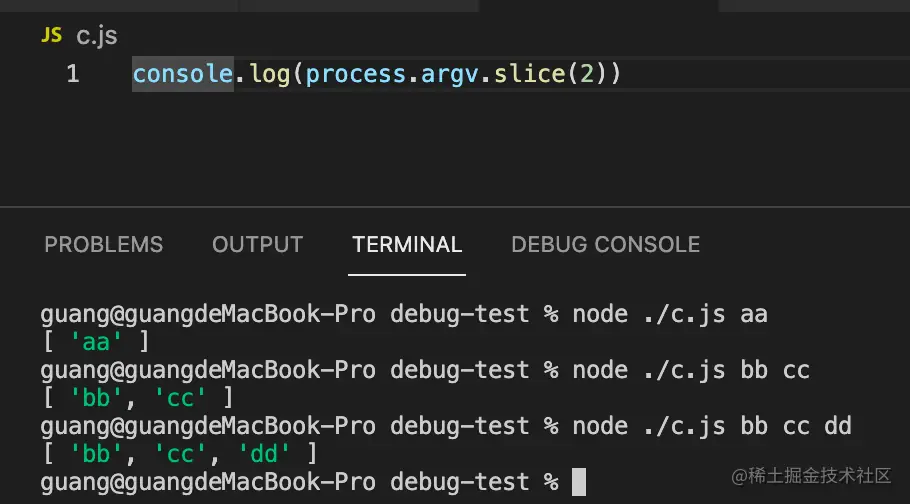 JS c.js
1 console.log(process.argv.slice(2))
PROBLEMS OUTPUT TERMINAL DEBUG CONSOLE
guang@guangdeMacBook-Pro debug-test % node ./c.js aa
[ 'aa' ]
guang@guangdeMacBook-Pro debug-test % node ./c.js bb cc
[ 'bb', 'cc' ]
guang@guangdeMacBook-Pro debug-test % node ./c.js bb cc dd
[ 'bb', 'cc', 'dd' ]
guang@guangdeMacBook-Pro debug-test %
@稀土掘金技术社区